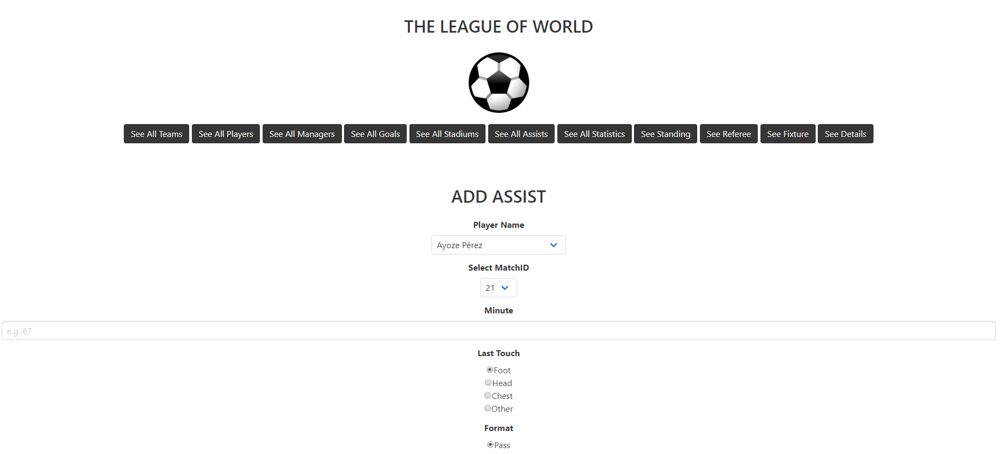 THE LEAGUE OF WORLD
See All Teams See All Players See All Managers See All Goals See All Stadiums See All Assists See All Statistics See Standing See Referee See Fixture See Details
ADD ASSIST
Player Name
Ayoze Pérez
Select MatchID
21
Minute
e.g. 87
Last Touch
Foot
Head
Chest
Other
Format
Pass